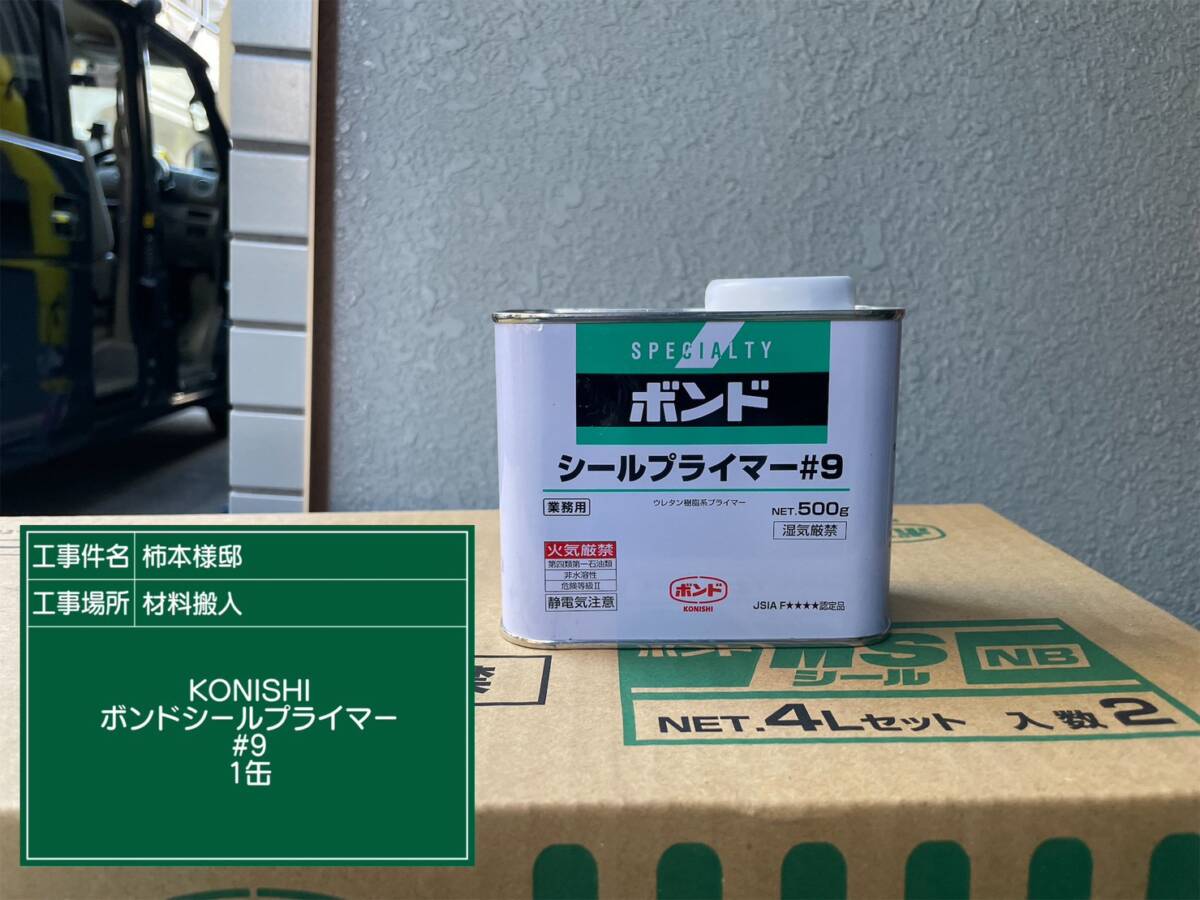 SPECIALTY
ボンド
シールプライマー#9
業務用
ウレタン樹脂系プライマー
NET.500g
湿気厳禁
火気厳禁
第四類第一石油類
非水溶性
危険等級Ⅱ
静電気注意
ボンド
KONISHI
JSIA F★★★★認定品
ボンド MS シール NB
NET.4Lセット 入数2
工事件名 柿本様邸
工事場所 材料搬入
KONISHI
ボンドシールプライマー
#9
1缶